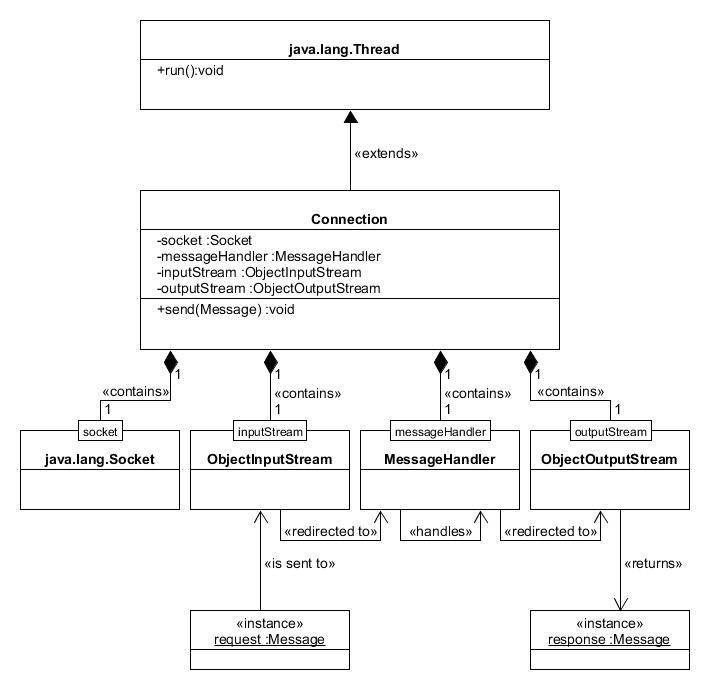 java.lang.Thread
+run():void
«extends»
Connection
-socket :Socket
-messageHandler :MessageHandler
-inputStream :ObjectInputStream
-outputStream :ObjectOutputStream
+send(Message) :void
1 1 1 1
«contains» «contains» «contains» «contains»
1 1 1 1
socket inputStream messageHandler outputStream
java.lang.Socket ObjectInputStream MessageHandler ObjectOutputStream
«redirected to» «handles» «redirected to»
«is sent to» «returns»
«instance» «instance»
request :Message response :Message